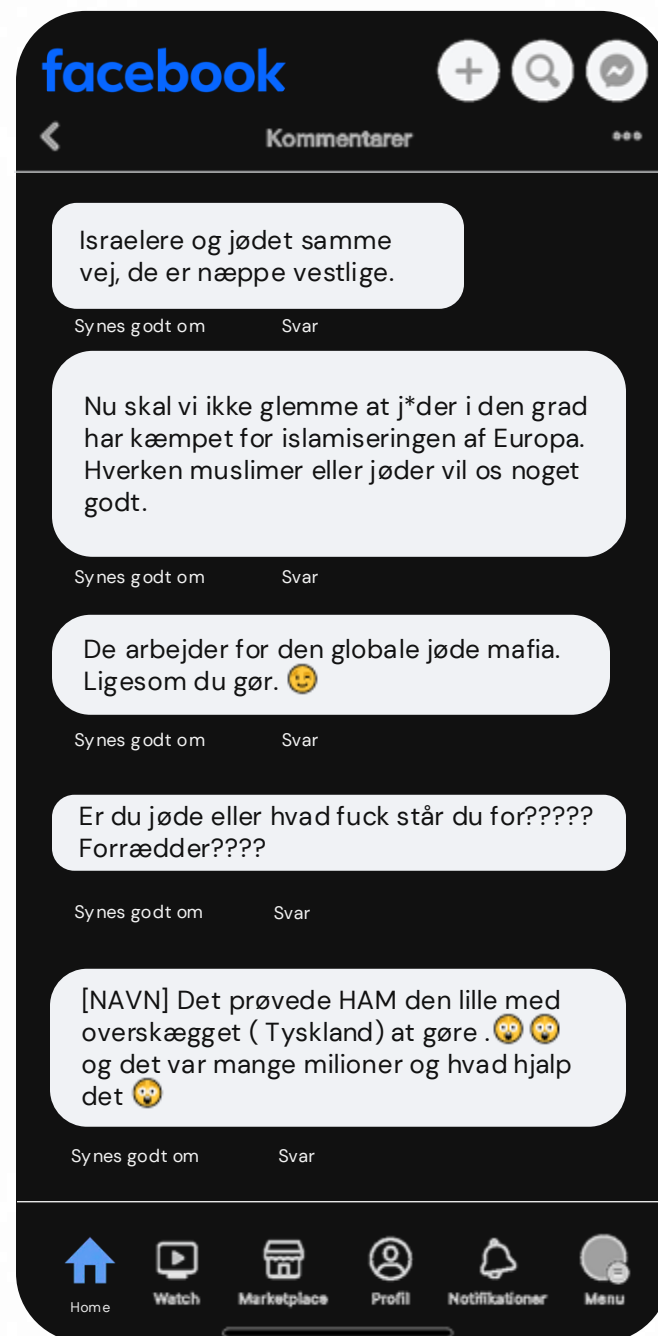 facebook
Kommentarer
Israelere og jødet samme
vej, de er næppe vestlige.
Synes godt om Svar
Nu skal vi ikke glemme at j*der i den grad
har kæmpet for islamiseringen af Europa.
Hverken muslimer eller jøder vil os noget
godt.
Synes godt om Svar
De arbejder for den globale jøde mafia.
Ligesom du gør. 😉
Synes godt om Svar
Er du jøde eller hvad fuck står du for?????
Forrædder????
Synes godt om Svar
[NAVN] Det prøvede HAM den lille med
overskægget ( Tyskland) at gøre .😲 😲
og det var mange milioner og hvad hjalp
det 😲
Synes godt om Svar
Home Watch Marketplace Profil Notifikationer Menu